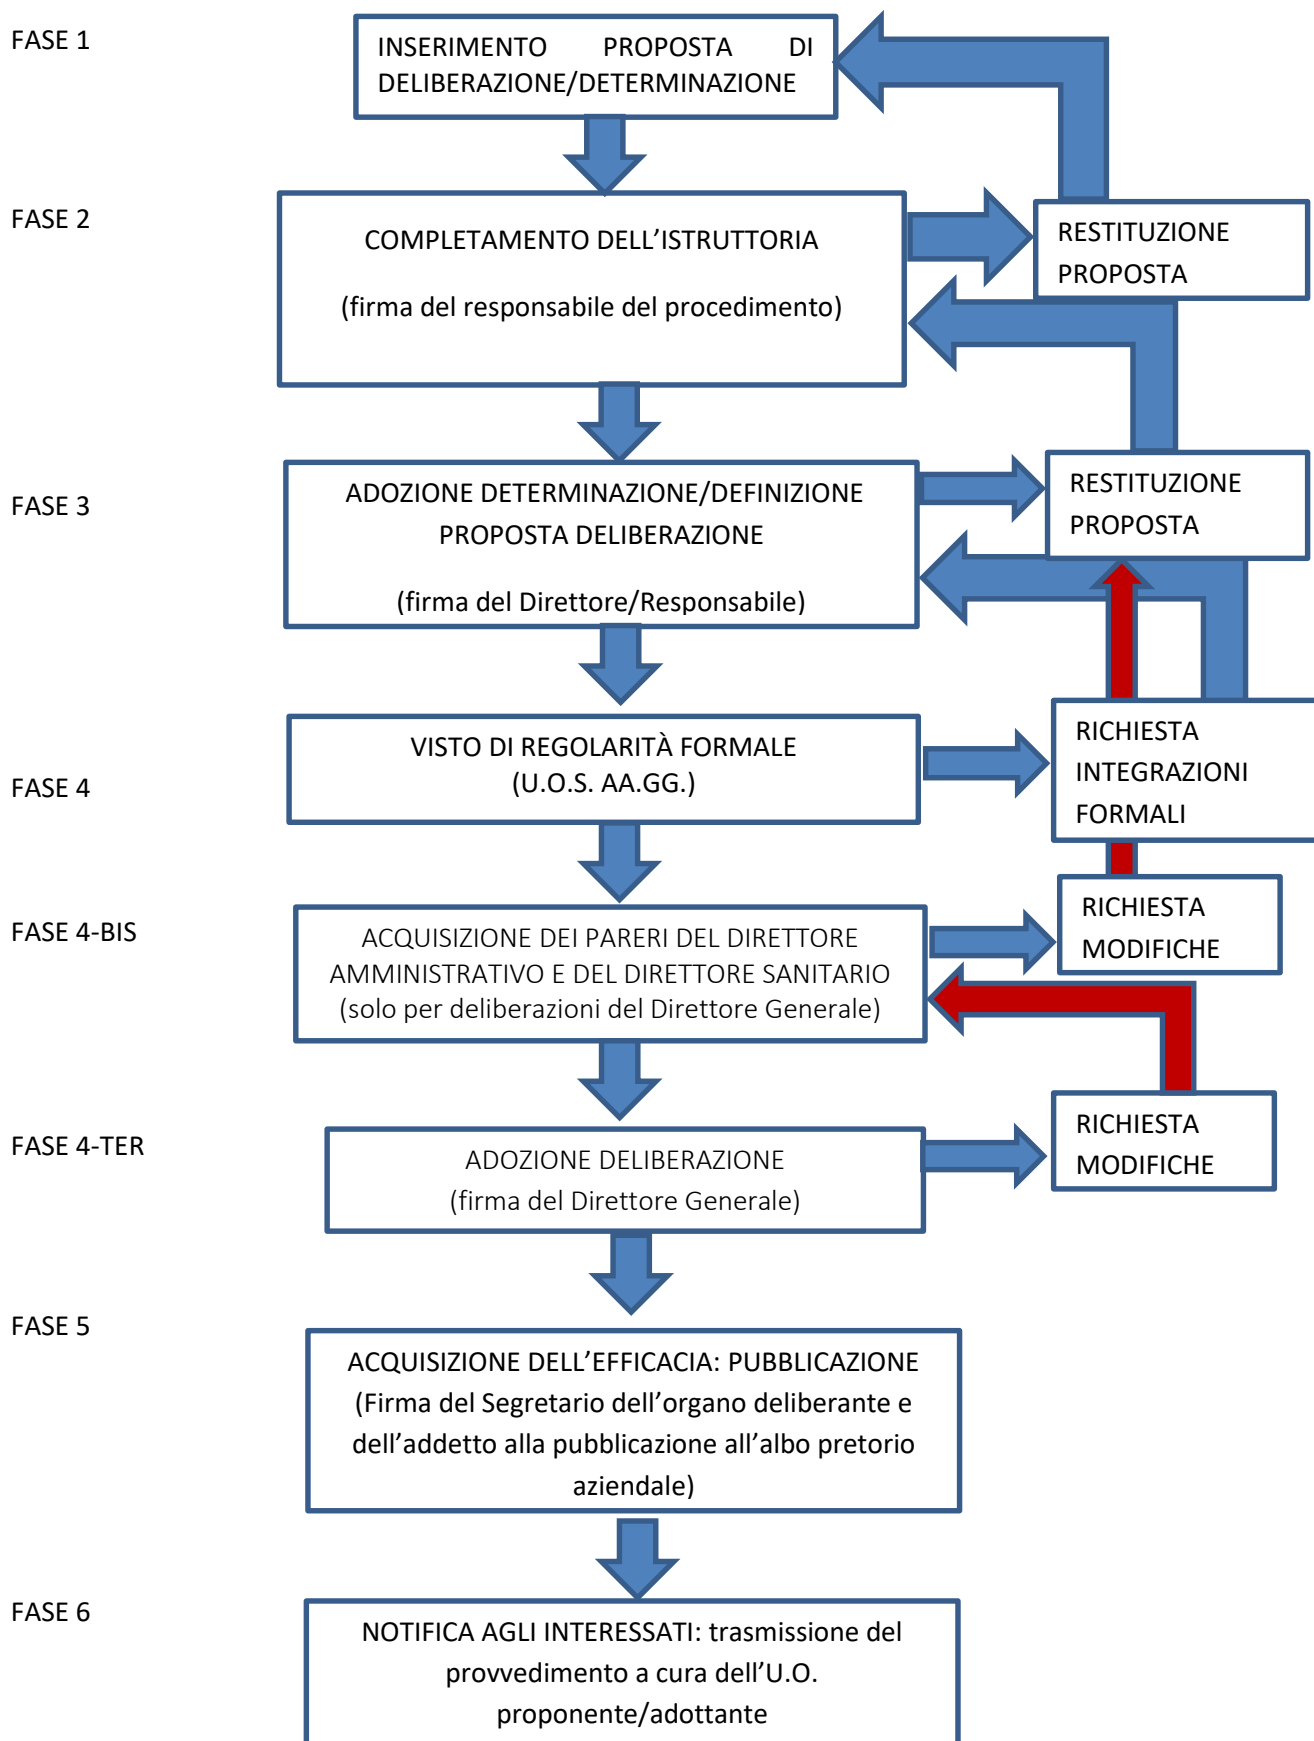 FASE 1
INSERIMENTO PROPOSTA DI
DELIBERAZIONE/DETERMINAZIONE
FASE 2
COMPLETAMENTO DELL’ISTRUTTORIA
(firma del responsabile del procedimento)
RESTITUZIONE
PROPOSTA
FASE 3
ADOZIONE DETERMINAZIONE/DEFINIZIONE
PROPOSTA DELIBERAZIONE
(firma del Direttore/Responsabile)
RESTITUZIONE
PROPOSTA
FASE 4
VISTO DI REGOLARITÀ FORMALE
(U.O.S. AA.GG.)
RICHIESTA
INTEGRAZIONI
FORMALI
FASE 4-BIS
ACQUISIZIONE DEI PARERI DEL DIRETTORE
AMMINISTRATIVO E DEL DIRETTORE SANITARIO
(solo per deliberazioni del Direttore Generale)
RICHIESTA
MODIFICHE
FASE 4-TER
ADOZIONE DELIBERAZIONE
(firma del Direttore Generale)
RICHIESTA
MODIFICHE
FASE 5
ACQUISIZIONE DELL’EFFICACIA: PUBBLICAZIONE
(Firma del Segretario dell’organo deliberante e
dell’addetto alla pubblicazione all’albo pretorio
aziendale)
FASE 6
NOTIFICA AGLI INTERESSATI: trasmissione del
provvedimento a cura dell’U.O.
proponente/adottante